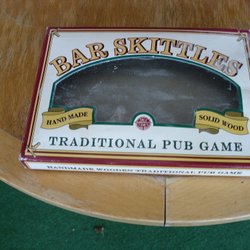 BAR SKITTLES
HAND MADE
SOLID WOOD
TRADITIONAL PUB GAME
HANDMADE WOODEN TRADITIONAL PUB GAME